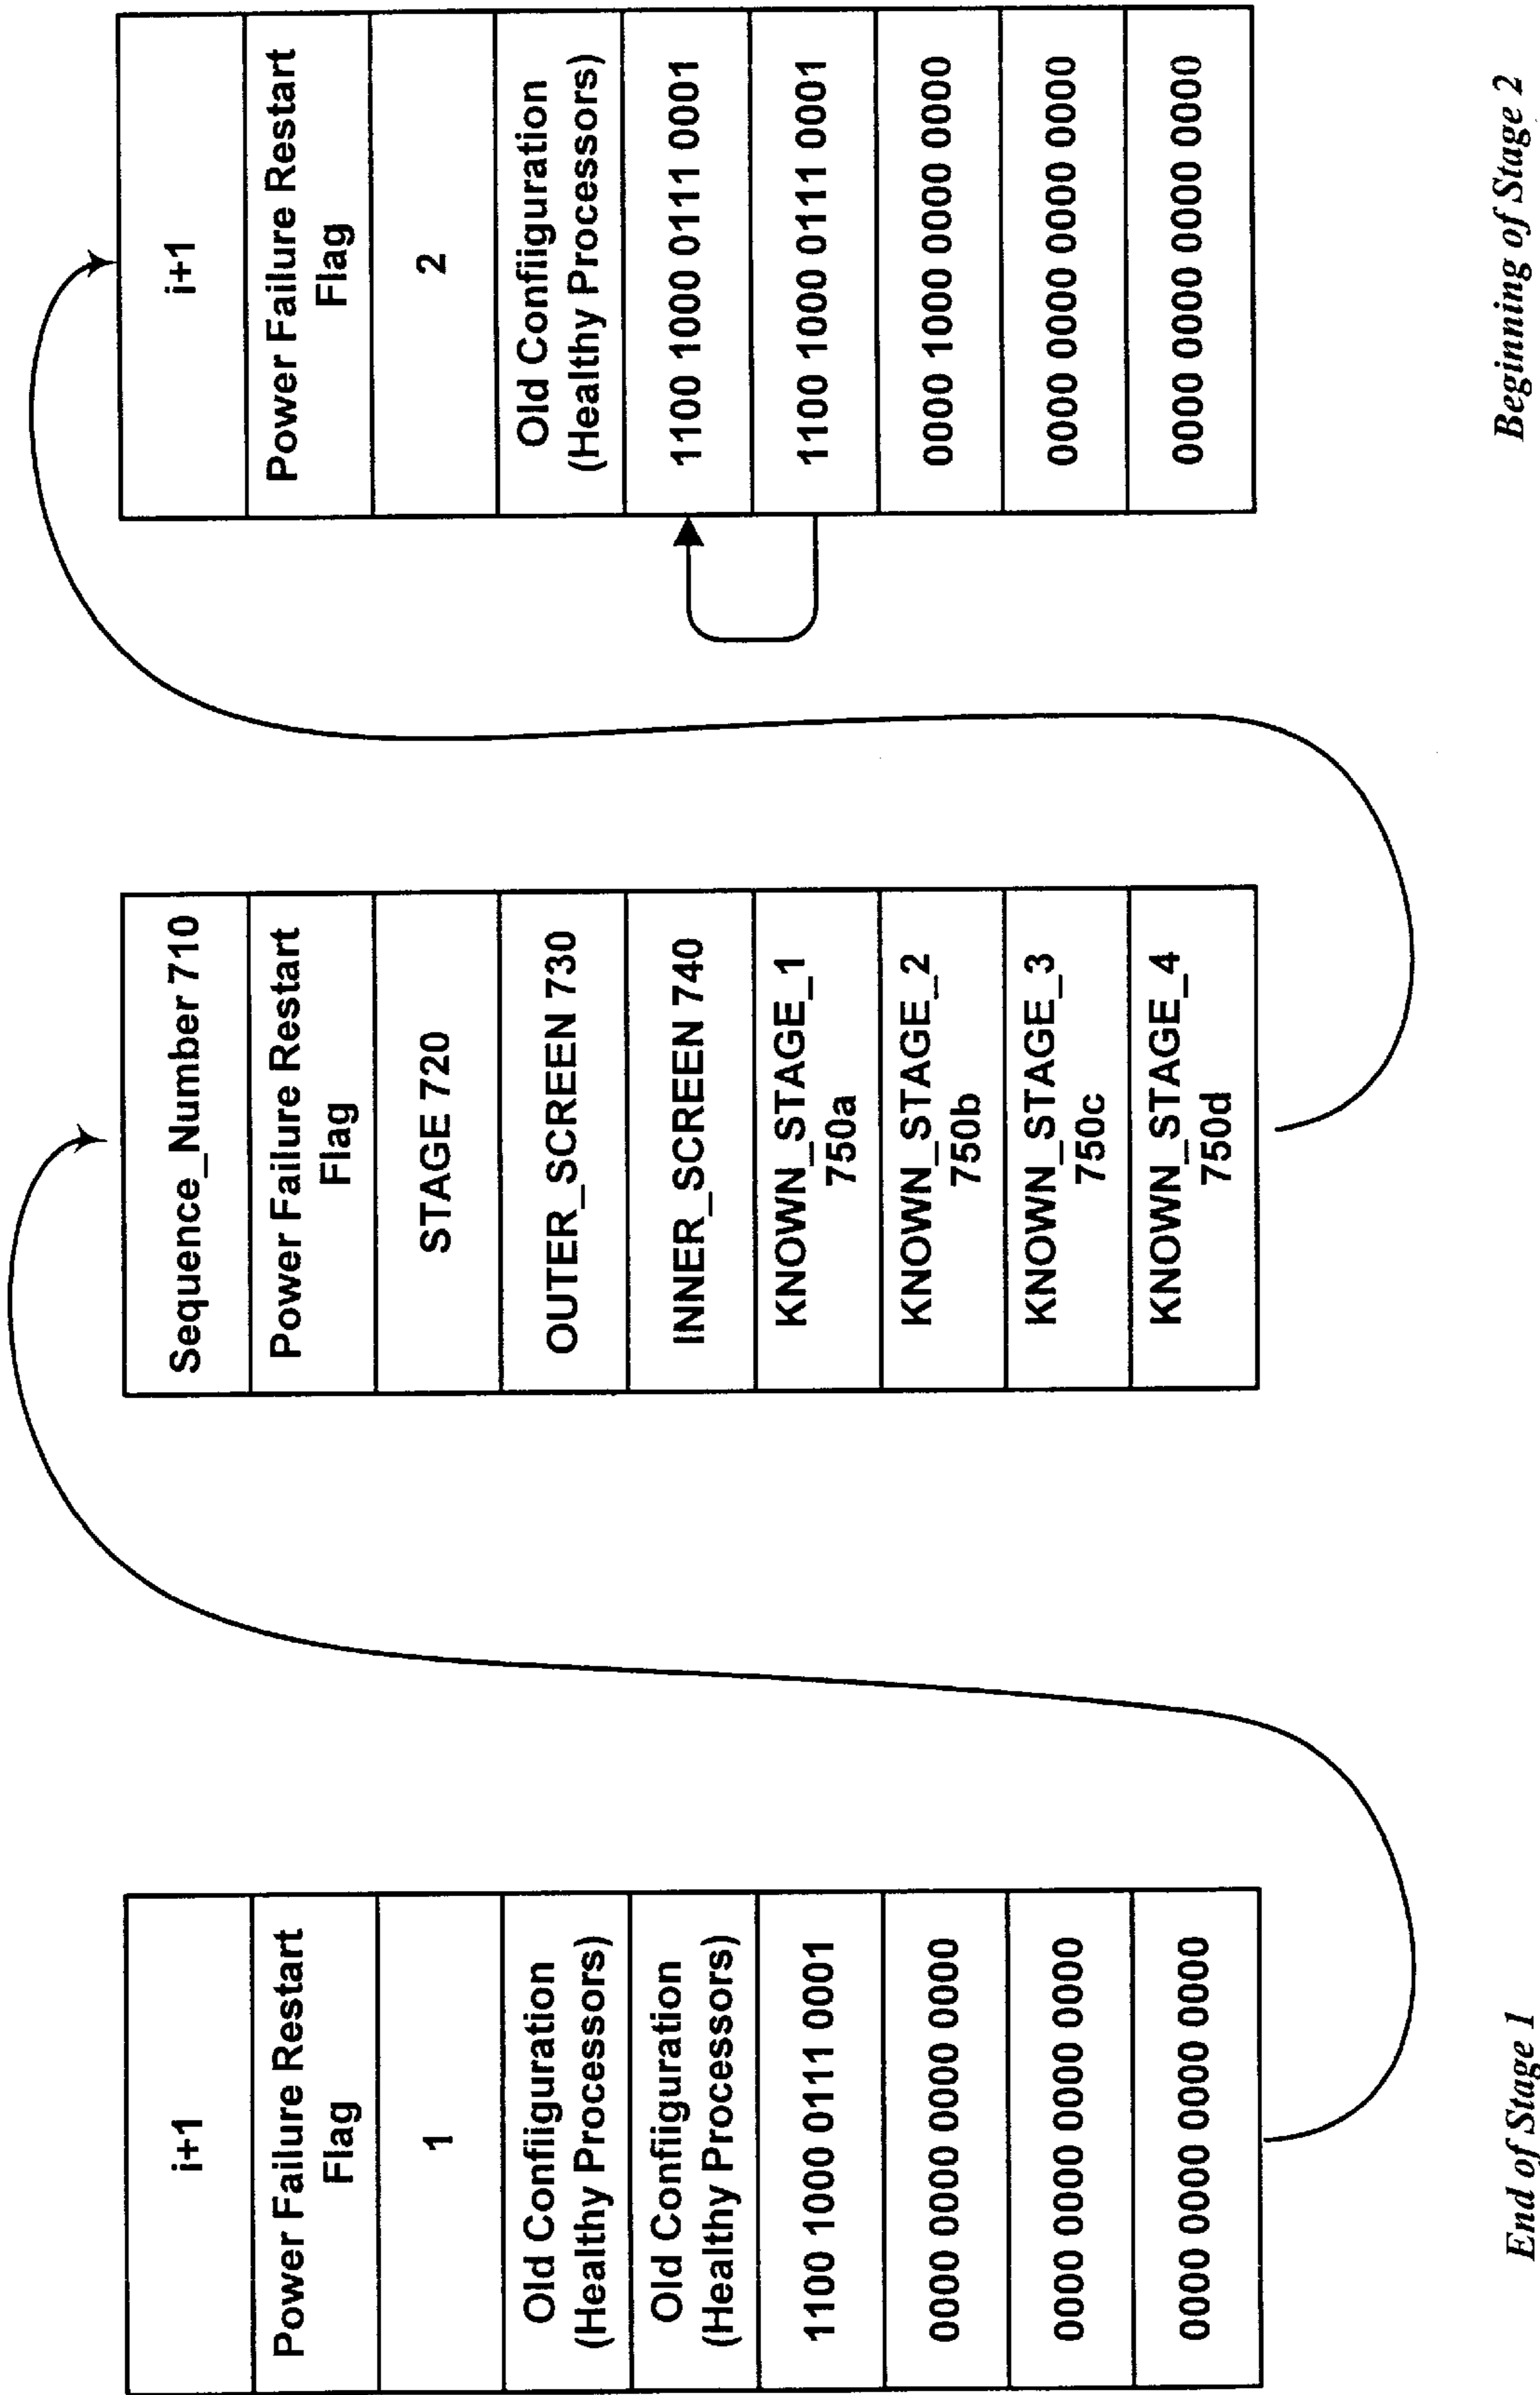 i+1
Power Failure Restart
Flag
1
Old Confiiguration
(Healthy Processors)
Old Confiiguration
(Healthy Processors)
1100 1000 0111 0001
0000 0000 0000 0000
0000 0000 0000 0000
0000 0000 0000 0000
End of Stage 1
Sequence_Number 710
Power Failure Restart
Flag
STAGE 720
OUTER_SCREEN 730
INNER_SCREEN 740
KNOWN_STAGE_1
750a
KNOWN_STAGE_2
750b
KNOWN_STAGE_3
750c
KNOWN_STAGE_4
750d
i+1
Power Failure Restart
Flag
2
Old Confiiguration
(Healthy Processors)
1100 1000 0111 0001
1100 1000 0111 0001
0000 1000 0000 0000
0000 0000 0000 0000
0000 0000 0000 0000
Beginning of Stage 2